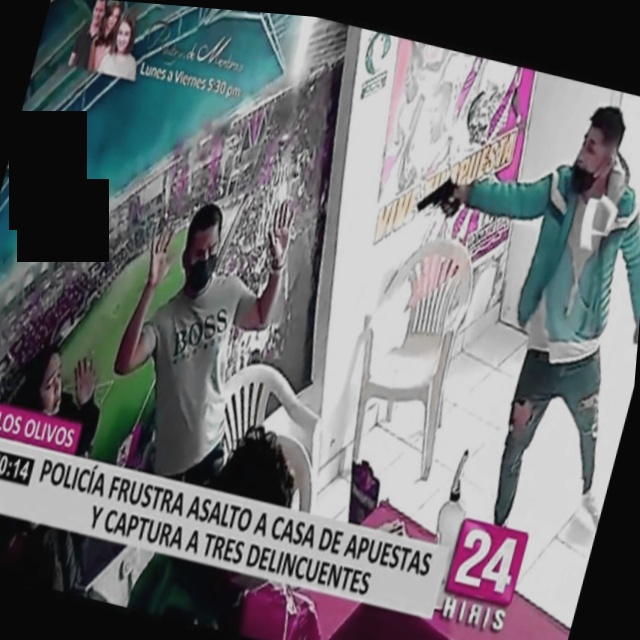 Lunes a Viernes 5:30 pm
BOSS
LOS OLIVOS
0:14
POLICÍA FRUSTRA ASALTO A CASA DE APUESTAS
Y CAPTURA A TRES DELINCUENTES
24